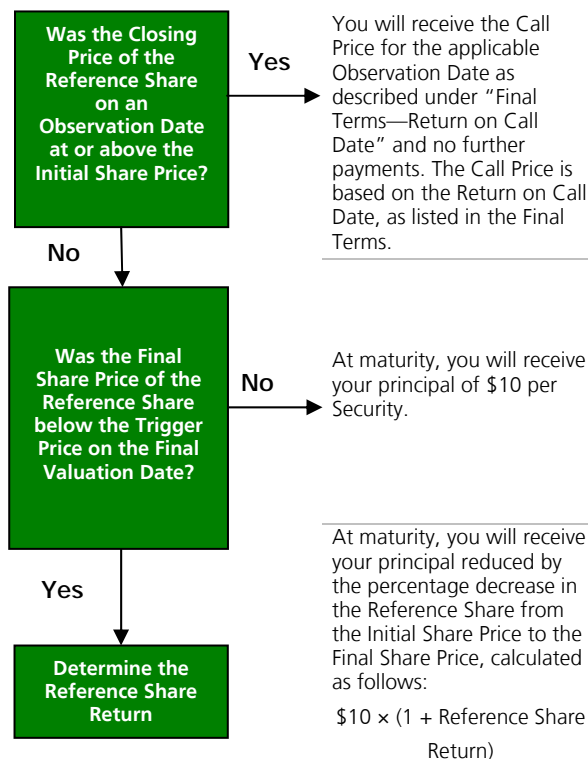 Was the Closing
Price of the
Reference Share
on an
Observation Date
at or above the
Initial Share Price?
Yes
You will receive the Call
Price for the applicable
Observation Date as
described under “Final
Terms—Return on Call
Date” and no further
payments. The Call Price is
based on the Return on Call
Date, as listed in the Final
Terms.
No
Was the Final
Share Price of the
Reference Share
below the Trigger
Price on the Final
Valuation Date?
No
At maturity, you will receive
your principal of $10 per
Security.
Yes
Determine the
Reference Share
Return
At maturity, you will receive
your principal reduced by
the percentage decrease in
the Reference Share from
the Initial Share Price to the
Final Share Price, calculated
as follows:
$10 × (1 + Reference Share
Return)